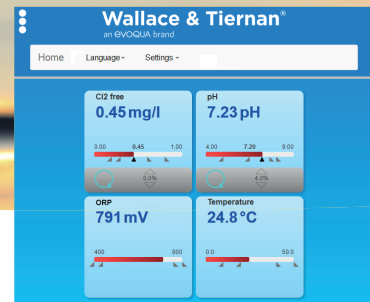 Wallace & Tiernan®
an EVOQUA brand
Home Language Settings
Cl2 free
0.45 mg/l
0.00 0.45 1.00
0.0%
pH
7.23 pH
4.00 7.20 9.00
4.0%
ORP
791 mV
400 900
Temperature
24.8 °C
0.0 50.0